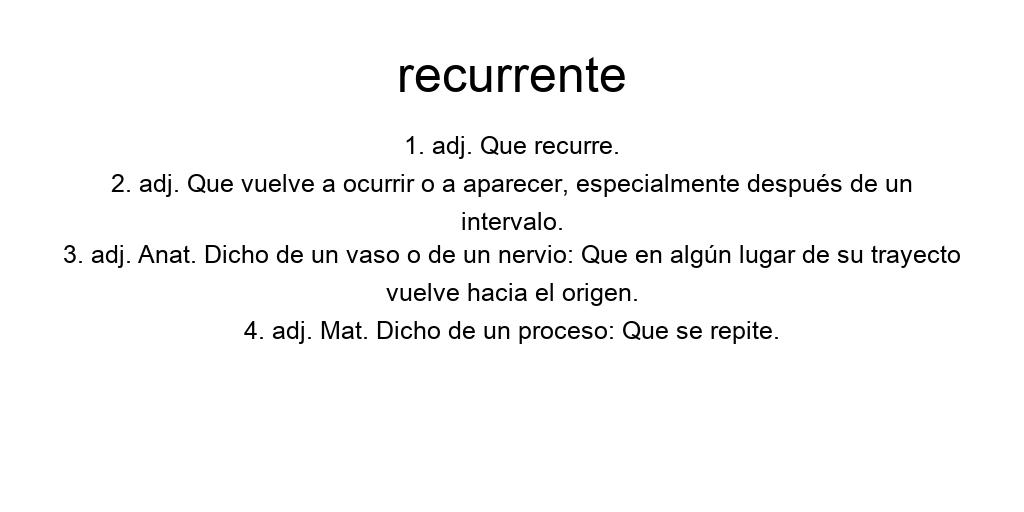 recurrente
1. adj. Que recurre.
2. adj. Que vuelve a ocurrir o a aparecer, especialmente después de un
intervalo.
3. adj. Anat. Dicho de un vaso o de un nervio: Que en algún lugar de su trayecto
vuelve hacia el origen.
4. adj. Mat. Dicho de un proceso: Que se repite.